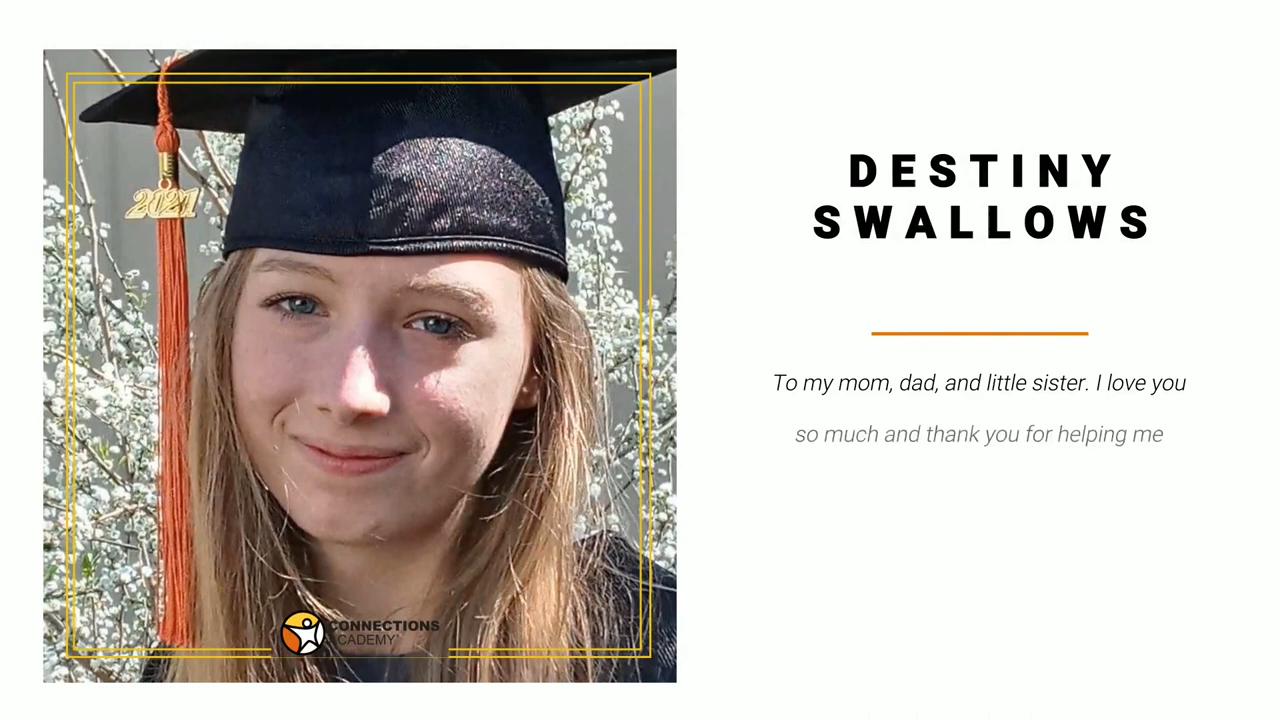 2021
CONNECTIONS
ACADEMY
DESTINY
SWALLOWS
To my mom, dad, and little sister. I love you
so much and thank you for helping me